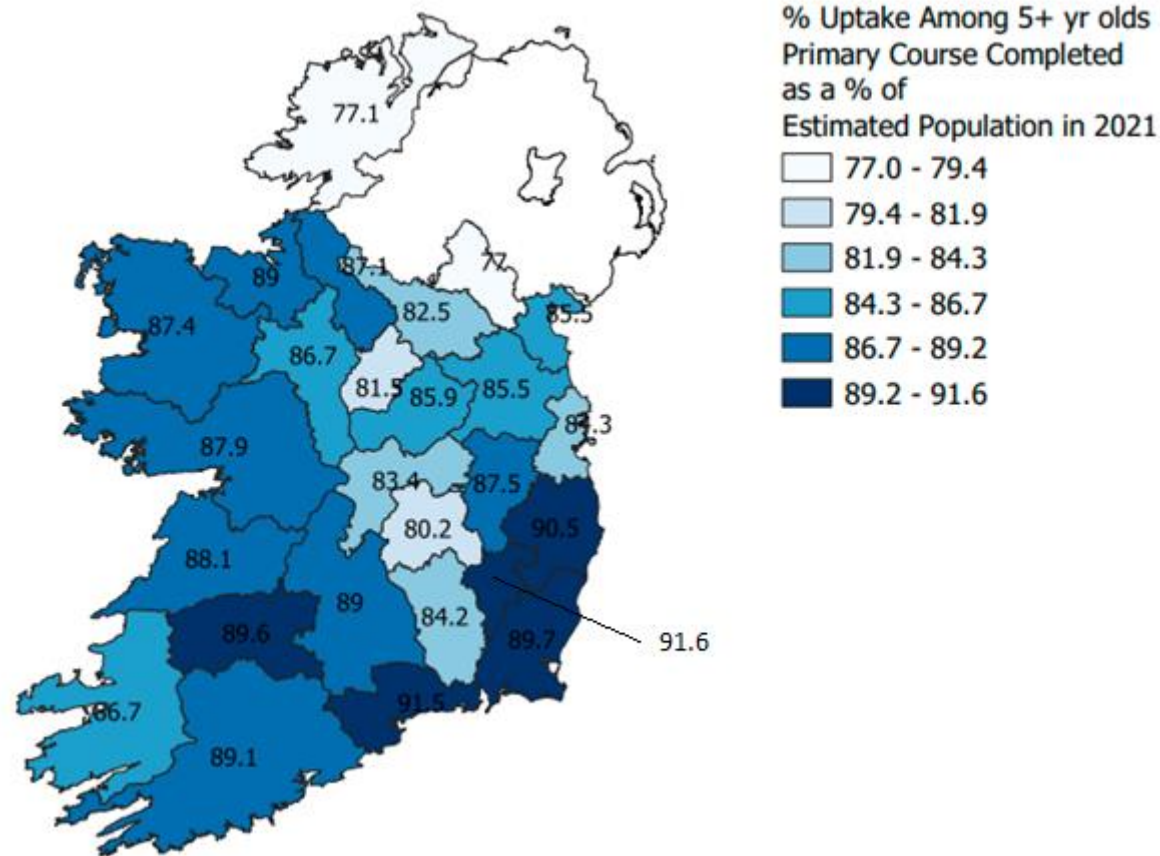 % Uptake Among 5+ yr olds
Primary Course Completed
as a % of
Estimated Population in 2021
77.0 - 79.4
79.4 - 81.9
81.9 - 84.3
84.3 - 86.7
86.7 - 89.2
89.2 - 91.6
77.1
87.1
77
89
82.5
85.5
87.4
86.7
81.5
85.9
85.5
84.3
87.9
83.4
87.5
80.2
90.5
88.1
89
84.2
89.6
89.7
91.6
91.5
86.7
89.1